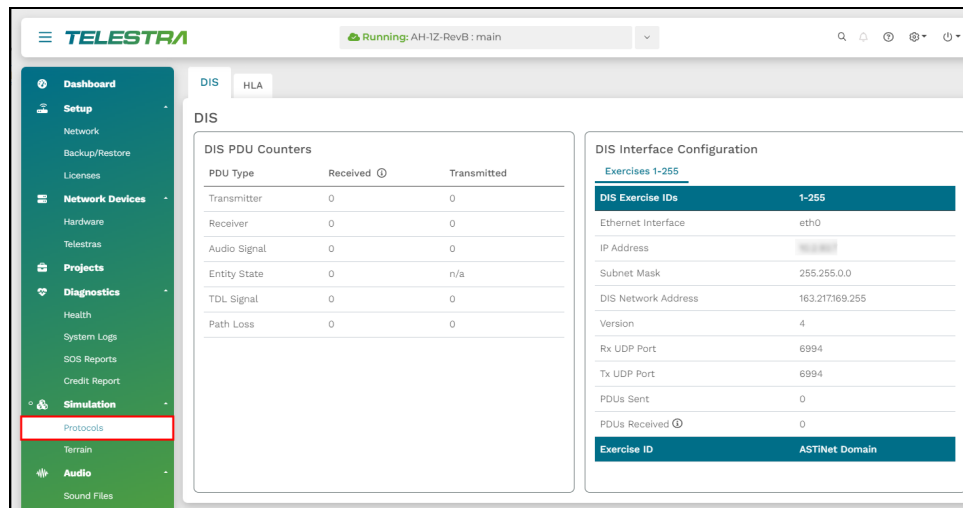 TELESTRA
Running: AH-1Z-RevB : main
Dashboard
Setup
Network
Backup/Restore
Licenses
Network Devices
Hardware
Telestras
Projects
Diagnostics
Health
System Logs
SOS Reports
Credit Report
Simulation
Protocols
Terrain
Audio
Sound Files
DIS HLA
DIS
DIS PDU Counters
PDU Type Received Transmitted
Transmitter 0 0
Receiver 0 0
Audio Signal 0 0
Entity State 0 n/a
TDL Signal 0 0
Path Loss 0 0
DIS Interface Configuration
Exercises 1-255
DIS Exercise IDs 1-255
Ethernet Interface eth0
IP Address
Subnet Mask 255.255.0.0
DIS Network Address 163.217.169.255
Version 4
Rx UDP Port 6994
Tx UDP Port 6994
PDUs Sent 0
PDUs Received 0
Exercise ID ASTiNet Domain